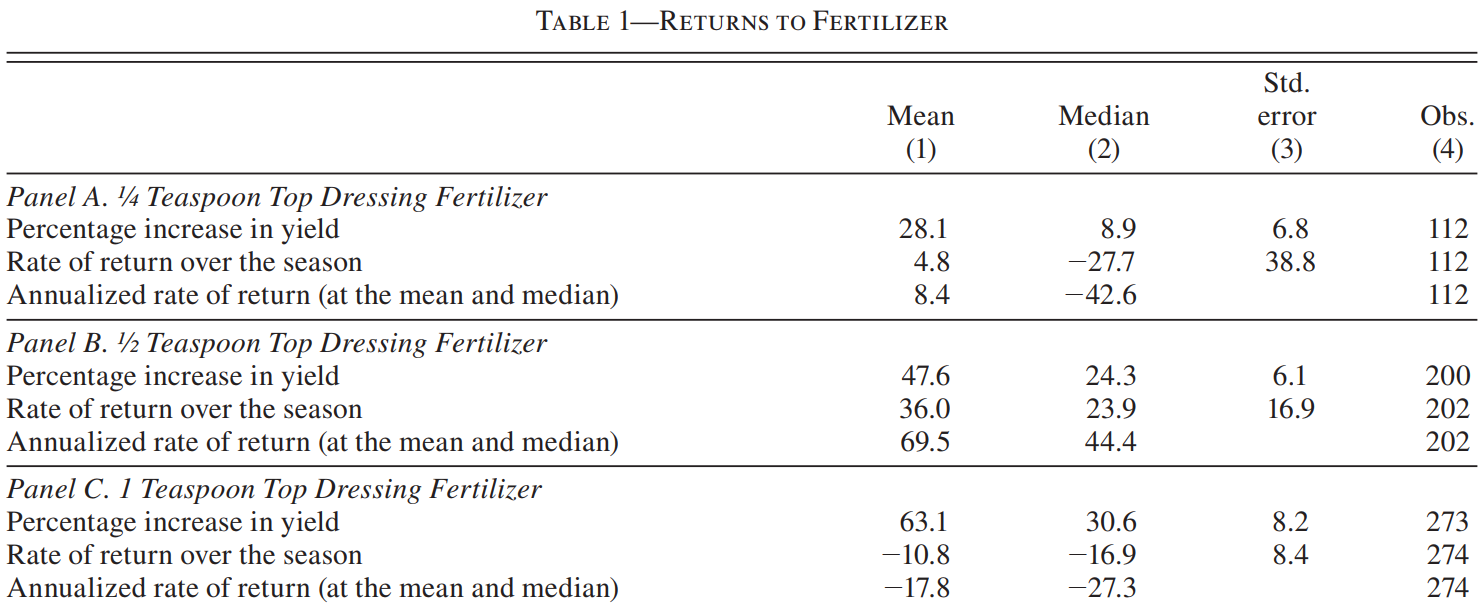 TABLE 1—RETURNS TO FERTILIZER
Std.
Mean Median error Obs.
(1) (2) (3) (4)
Panel A. ¼ Teaspoon Top Dressing Fertilizer
Percentage increase in yield 28.1 8.9 6.8 112
Rate of return over the season 4.8 −27.7 38.8 112
Annualized rate of return (at the mean and median) 8.4 −42.6 112
Panel B. ½ Teaspoon Top Dressing Fertilizer
Percentage increase in yield 47.6 24.3 6.1 200
Rate of return over the season 36.0 23.9 16.9 202
Annualized rate of return (at the mean and median) 69.5 44.4 202
Panel C. 1 Teaspoon Top Dressing Fertilizer
Percentage increase in yield 63.1 30.6 8.2 273
Rate of return over the season −10.8 −16.9 8.4 274
Annualized rate of return (at the mean and median) −17.8 −27.3 274